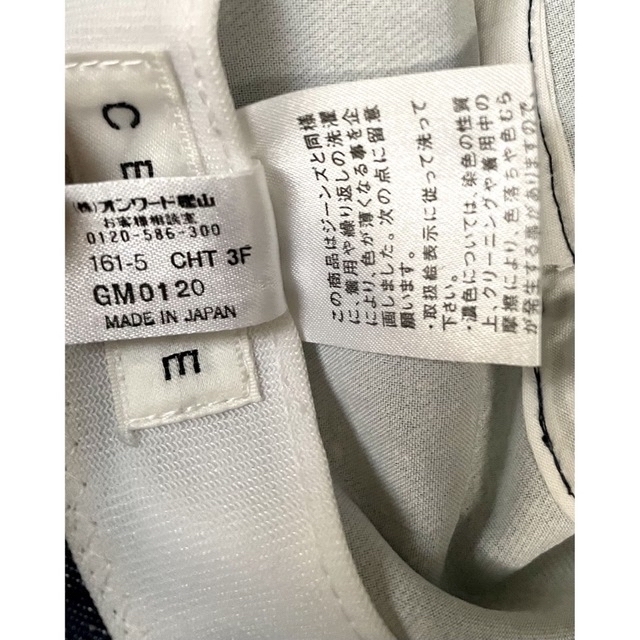 C
E
E
(株)オンワード樫山
お客様相談室
0120-586-300
161-5 CHT 3F
GM0120
MADE IN JAPAN
この商品はジーンズと同様
に、着用や繰り返しの洗濯
により、色が薄くなる事を企
画しました。次の点に留意
願います。
・取扱絵表示に従って洗って
下さい。
・濃色については、染色の性質
上、クリーニングや着用中の
摩擦により、色落ちや色むら
が発生する事がありますので、